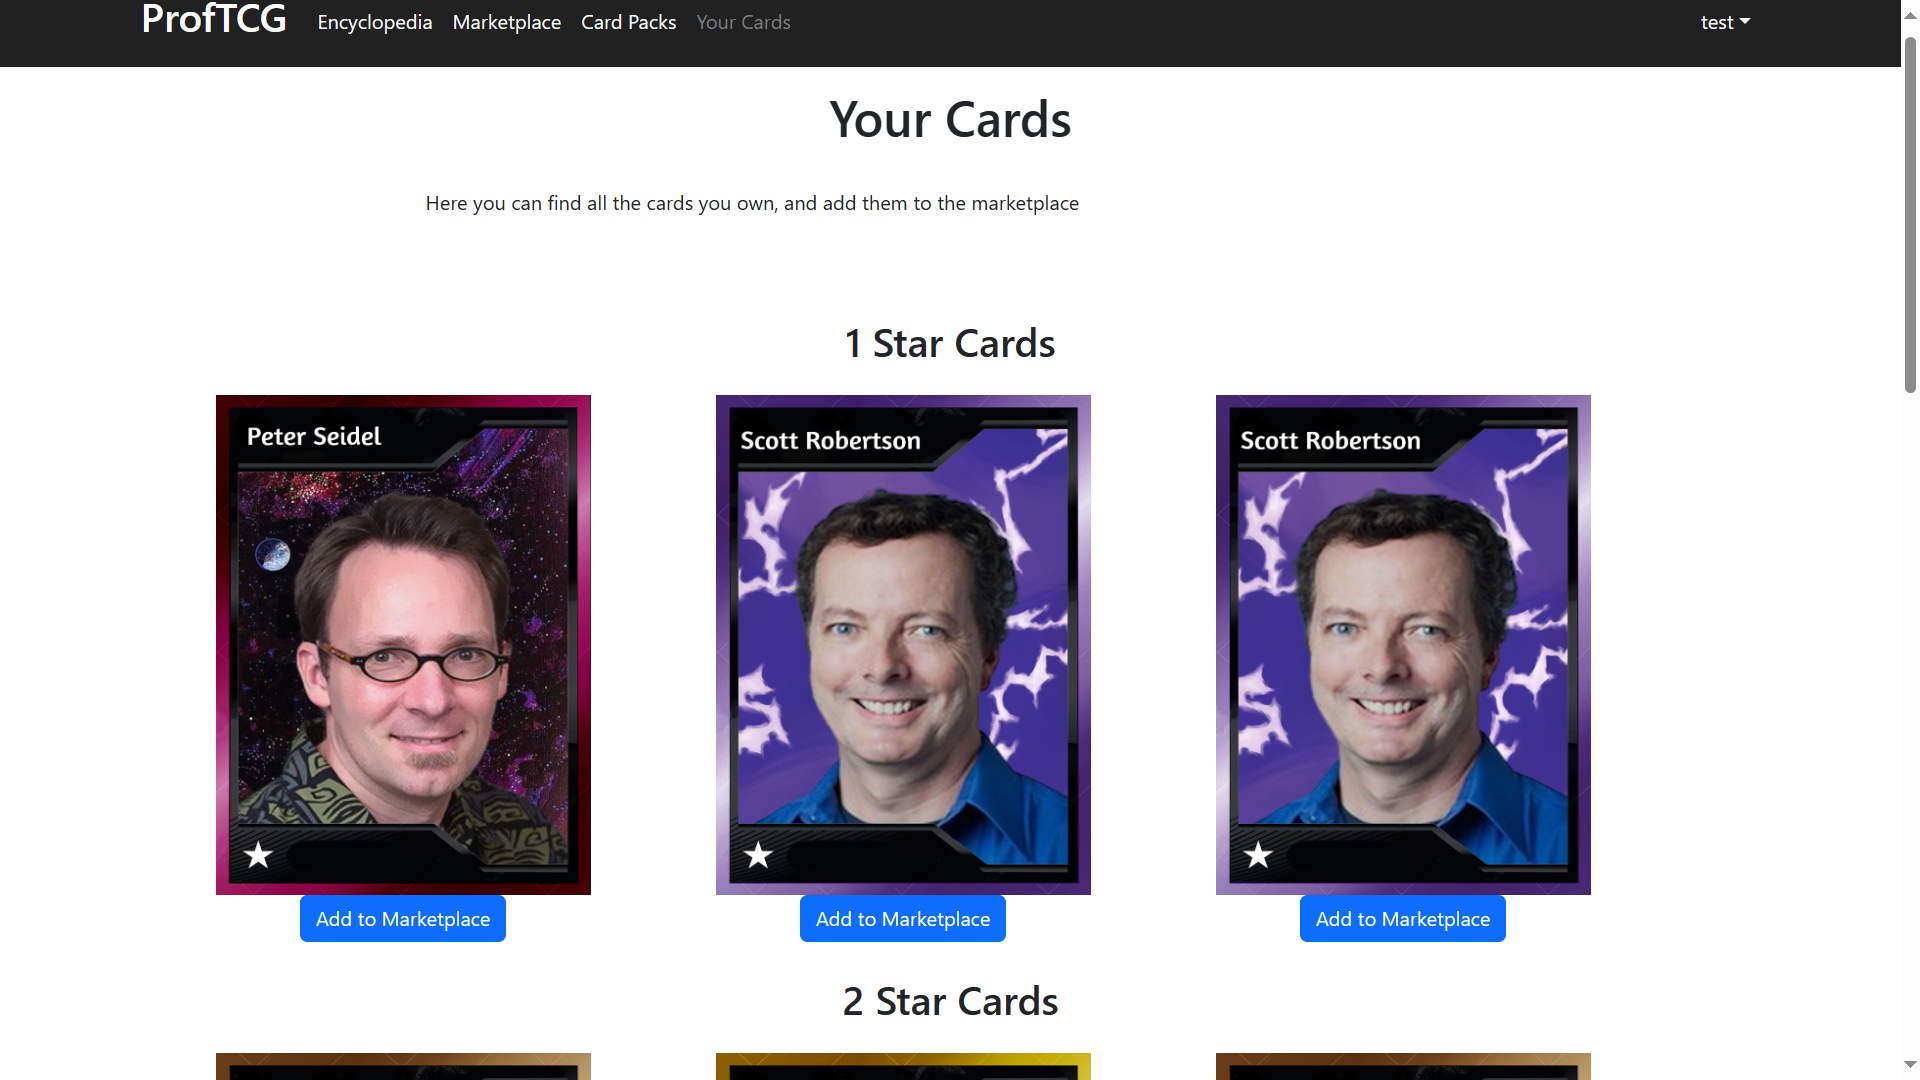 ProfTCG Encyclopedia Marketplace Card Packs Your Cards test
Your Cards
Here you can find all the cards you own, and add them to the marketplace
1 Star Cards
Peter Seidel
Scott Robertson
Scott Robertson
Add to Marketplace
Add to Marketplace
Add to Marketplace
2 Star Cards